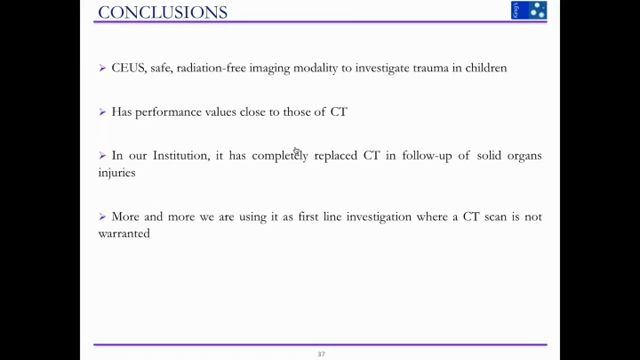 CONCLUSIONS
King's
➢ CEUS, safe, radiation-free imaging modality to investigate trauma in children
➢ Has performance values close to those of CT
➢ In our Institution, it has completely replaced CT in follow-up of solid organs
injuries
➢ More and more we are using it as first line investigation where a CT scan is not
warranted
37